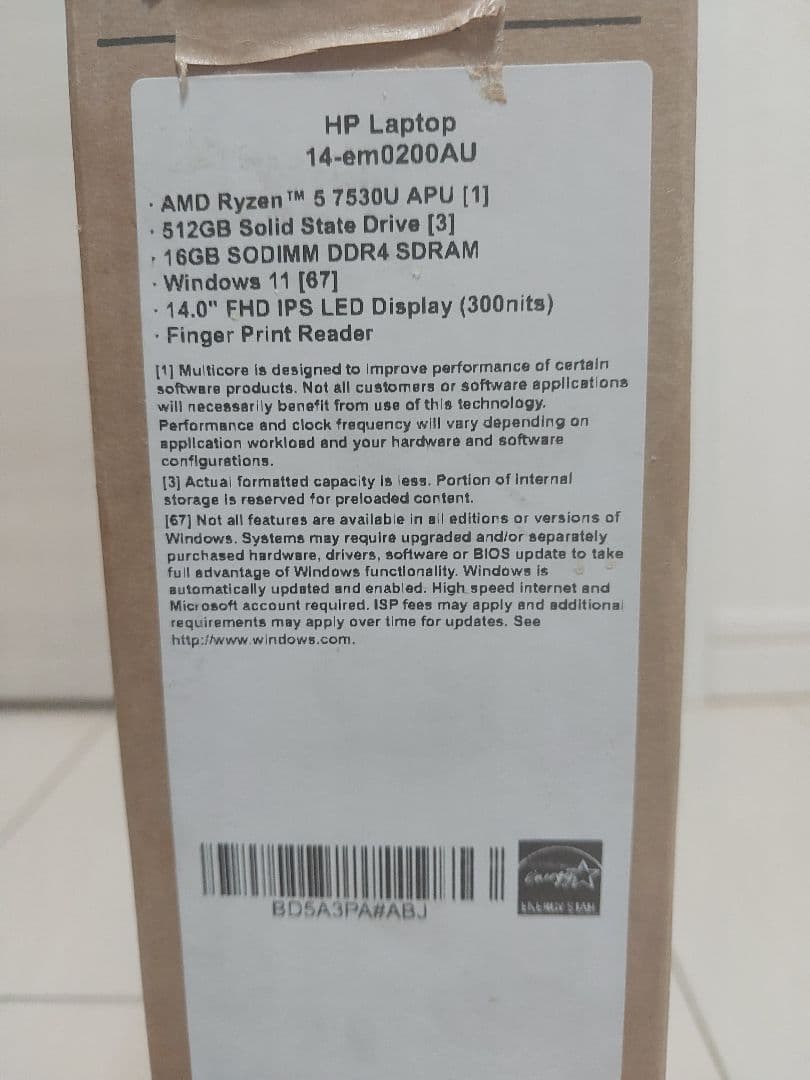 HP Laptop
14-em0200AU
· AMD Ryzen™ 5 7530U APU [1]
· 512GB Solid State Drive [3]
· 16GB SODIMM DDR4 SDRAM
· Windows 11 [67]
· 14.0" FHD IPS LED Display (300nits)
· Finger Print Reader
[1] Multicore is designed to improve performance of certain
software products. Not all customers or software applications
will necessarily benefit from use of this technology.
Performance and clock frequency will vary depending on
application workload and your hardware and software
configurations.
[3] Actual formatted capacity is less. Portion of internal
storage is reserved for preloaded content.
[67] Not all features are available in all editions or versions of
Windows. Systems may require upgraded and/or separately
purchased hardware, drivers, software or BIOS update to take
full advantage of Windows functionality. Windows is
automatically updated and enabled. High speed internet and
Microsoft account required. ISP fees may apply and additional
requirements may apply over time for updates. See
http://www.windows.com.
BD5A3PA#ABJ
energy
ENERGY STAR